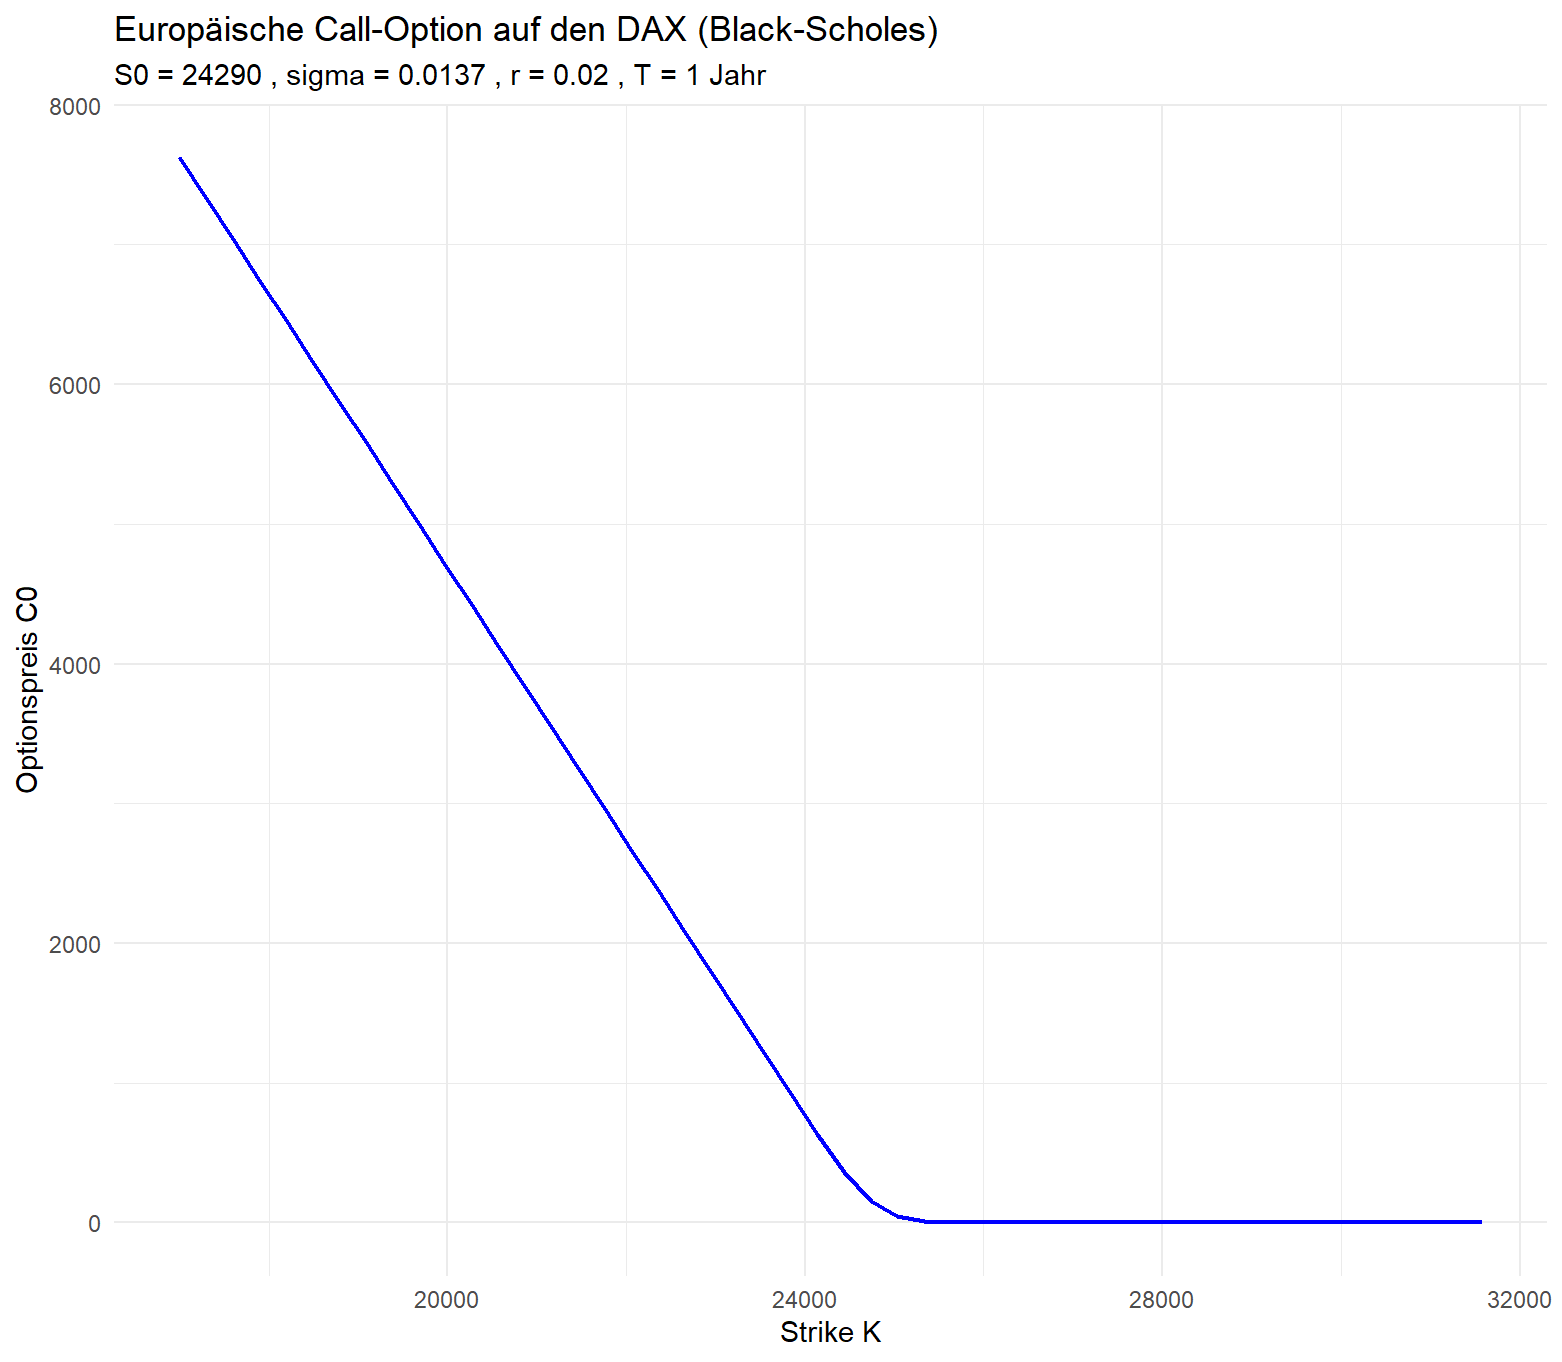 Europäische Call-Option auf den DAX (Black-Scholes)
S0 = 24290 , sigma = 0.0137 , r = 0.02 , T = 1 Jahr
8000
6000
4000
2000
0
Optionspreis C0
20000 24000 28000 32000
Strike K